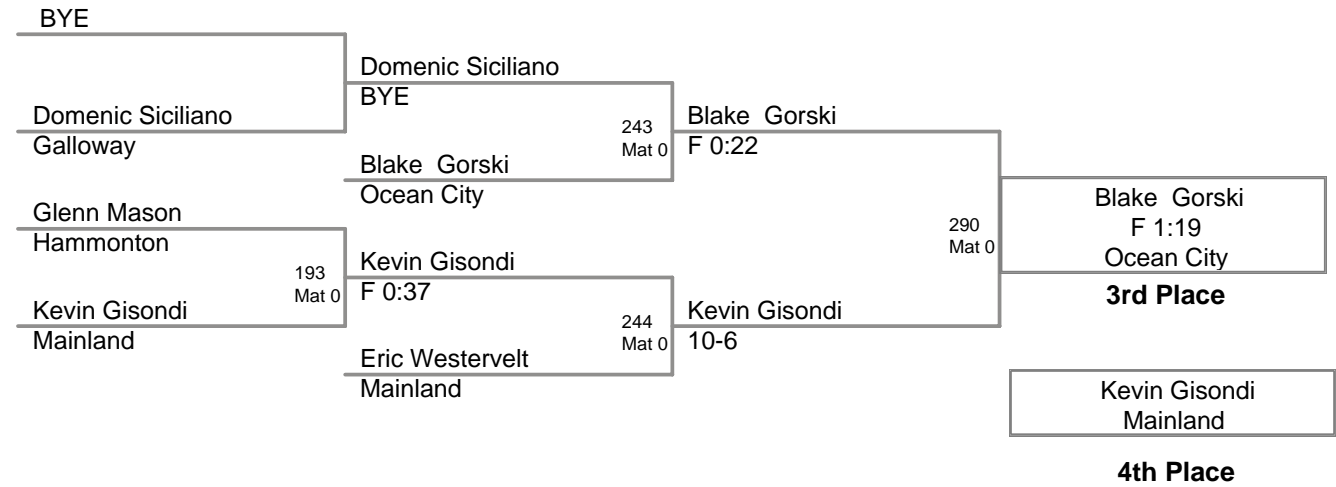 BYE
Domenic Siciliano
Galloway
Glenn Mason
Hammonton
Kevin Gisondi
Mainland
193
Mat 0
Domenic Siciliano
BYE
Blake Gorski
Ocean City
Kevin Gisondi
F 0:37
Eric Westervelt
Mainland
243
Mat 0
244
Mat 0
Blake Gorski
F 0:22
Kevin Gisondi
10-6
290
Mat 0
Blake Gorski
F 1:19
Ocean City
3rd Place
Kevin Gisondi
Mainland
4th Place